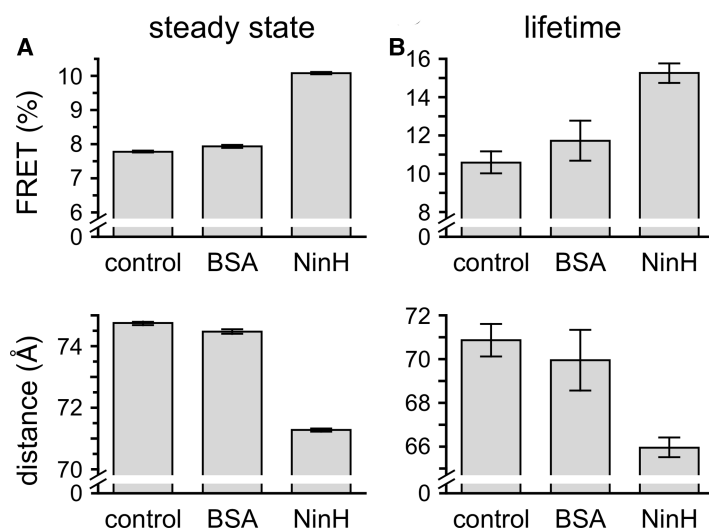 A
steady state
B
lifetime
FRET (%)
10
9
8
7
6
0
control BSA NinH
16
14
12
10
8
0
control BSA NinH
distance (Å)
74
72
70
0
control BSA NinH
72
70
68
66
0
control BSA NinH